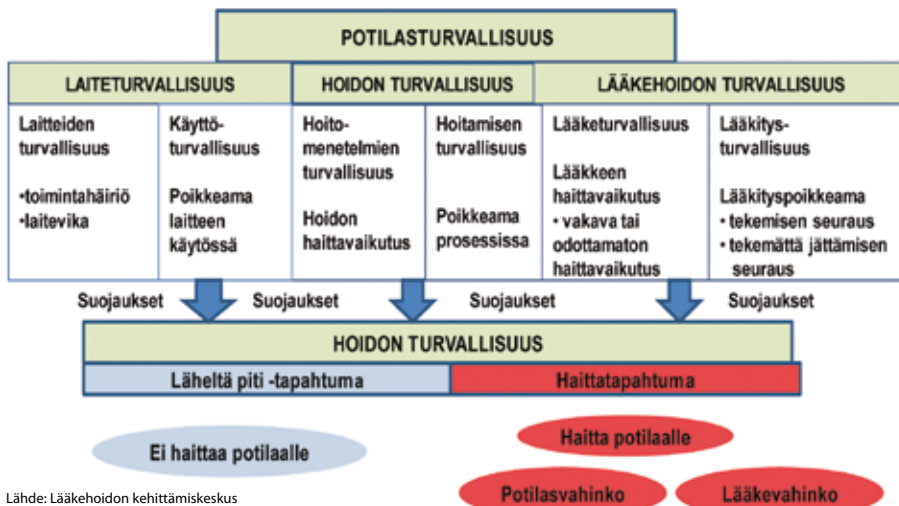 POTILASTURVALLISUUS
LAITETURVALLISUUS
HOIDON TURVALLISUUS
LÄÄKEHOIDON TURVALLISUUS
Laitteiden
turvallisuus
•toimintahäiriö
•laitevika
Käyttö-
turvallisuus
Poikkeama
laitteen
käytössä
Hoito-
menetelmien
turvallisuus
Hoidon
haittavaikutus
Hoitamisen
turvallisuus
Poikkeama
prosessissa
Lääketurvallisuus
Lääkkeen
haittavaikutus
• vakava tai
odottamaton
haittavaikutus
Lääkitys-
turvallisuus
Lääkityspoikkeama
• tekemisen seuraus
• tekemättä jättämisen
seuraus
Suojaukset
Suojaukset
Suojaukset
Suojaukset
HOIDON TURVALLISUUS
Läheltä piti -tapahtuma
Haittatapahtuma
Ei haittaa potilaalle
Haitta potilaalle
Potilasvahinko
Lääkevahinko
Lähde: Lääkehoidon kehittämiskeskus